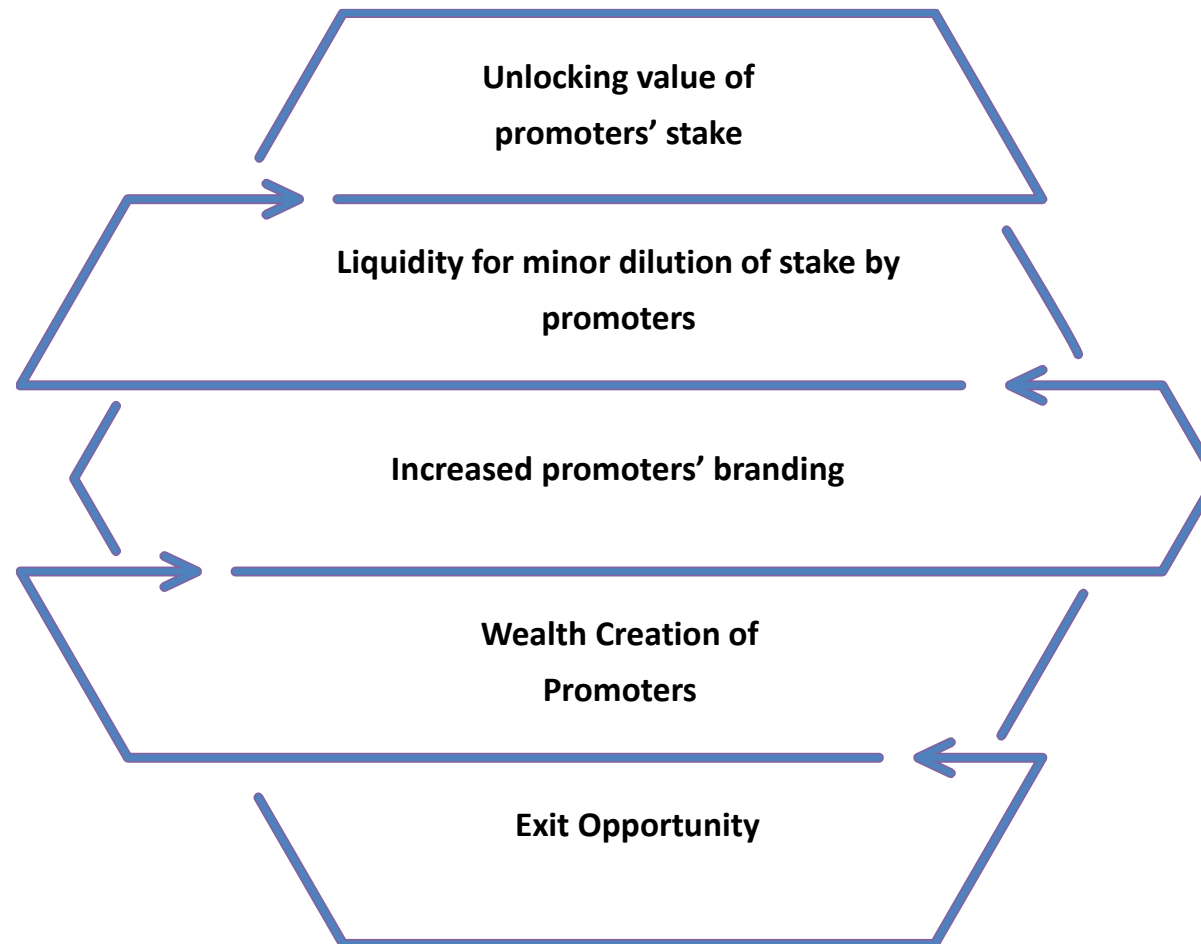 Unlocking value of
promoters’ stake
Liquidity for minor dilution of stake by
promoters
Increased promoters’ branding
Wealth Creation of
Promoters
Exit Opportunity